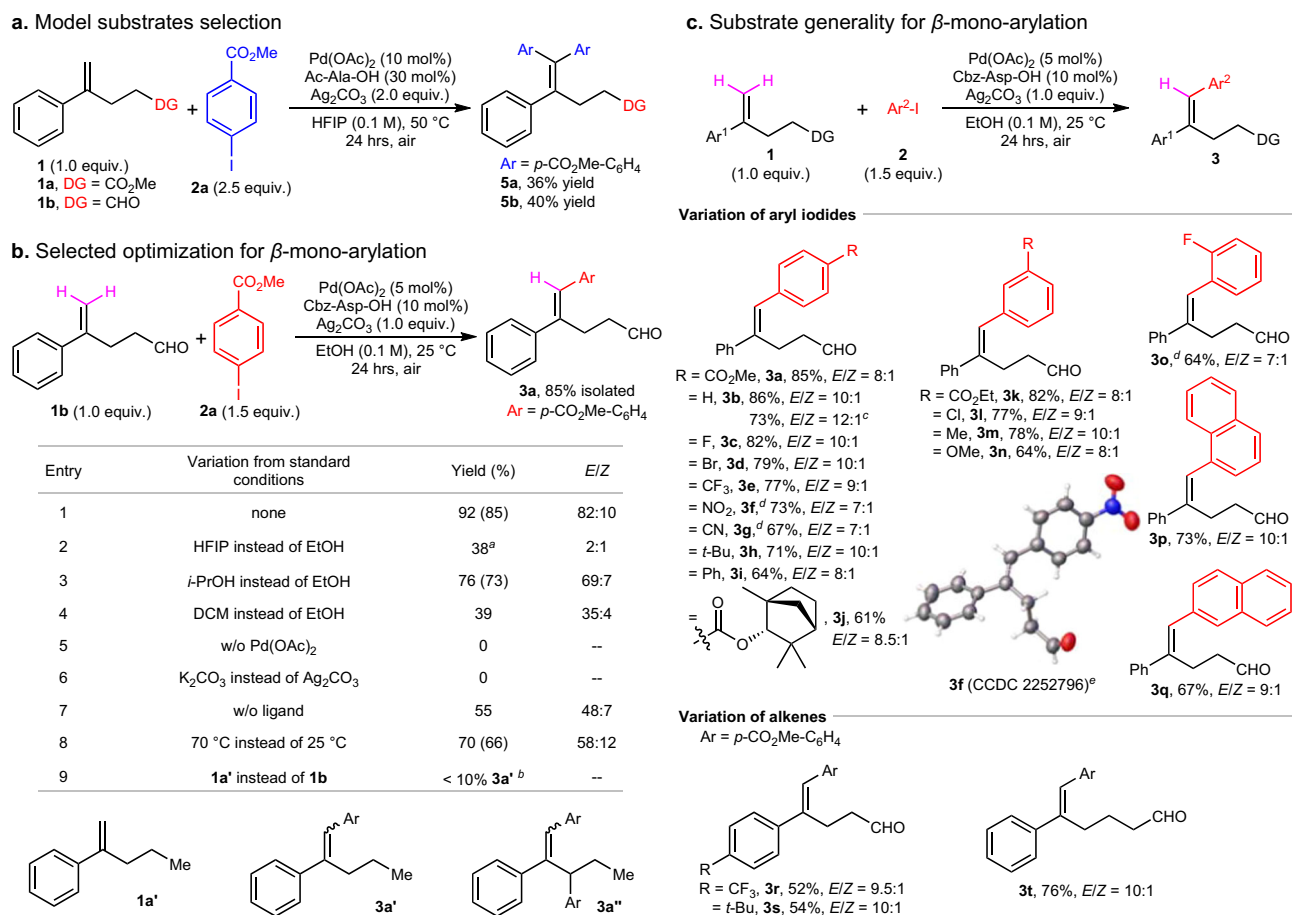 a. Model substrates selection
DG
1 (1.0 equiv.)
1a, DG = CO2Me
1b, DG = CHO
+
CO2Me
I
2a (2.5 equiv.)
Pd(OAc)2 (10 mol%)
Ac-Ala-OH (30 mol%)
Ag2CO3 (2.0 equiv.)
HFIP (0.1 M), 50 °C
24 hrs, air
Ar Ar
DG
Ar = p-CO2Me-C6H4
5a, 36% yield
5b, 40% yield
b. Selected optimization for β-mono-arylation
H H
CHO
1b (1.0 equiv.)
+
CO2Me
I
2a (1.5 equiv.)
Pd(OAc)2 (5 mol%)
Cbz-Asp-OH (10 mol%)
Ag2CO3 (1.0 equiv.)
EtOH (0.1 M), 25 °C
24 hrs, air
H Ar
CHO
3a, 85% isolated
Ar = p-CO2Me-C6H4
Entry Variation from standard conditions Yield (%) E/Z
1 none 92 (85) 82:10
2 HFIP instead of EtOH 38a 2:1
3 i-PrOH instead of EtOH 76 (73) 69:7
4 DCM instead of EtOH 39 35:4
5 w/o Pd(OAc)2 0 --
6 K2CO3 instead of Ag2CO3 0 --
7 w/o ligand 55 48:7
8 70 °C instead of 25 °C 70 (66) 58:12
9 1a' instead of 1b < 10% 3a' b --
Me
1a'
Ar
Me
3a'
Ar
Me
Ar
3a''
c. Substrate generality for β-mono-arylation
H H
Ar1
DG
1
(1.0 equiv.)
+
Ar2-I
2
(1.5 equiv.)
Pd(OAc)2 (5 mol%)
Cbz-Asp-OH (10 mol%)
Ag2CO3 (1.0 equiv.)
EtOH (0.1 M), 25 °C
24 hrs, air
H Ar2
Ar1
DG
3
Variation of aryl iodides
R
Ph
CHO
R = CO2Me, 3a, 85%, E/Z = 8:1
= H, 3b, 86%, E/Z = 10:1
73%, E/Z = 12:1c
= F, 3c, 82%, E/Z = 10:1
= Br, 3d, 79%, E/Z = 10:1
= CF3, 3e, 77%, E/Z = 9:1
= NO2, 3f,d 73%, E/Z = 7:1
= CN, 3g,d 67%, E/Z = 7:1
= t-Bu, 3h, 71%, E/Z = 10:1
= Ph, 3i, 64%, E/Z = 8:1
=
O
O
, 3j, 61%
E/Z = 8.5:1
R
Ph
CHO
R = CO2Et, 3k, 82%, E/Z = 8:1
= Cl, 3l, 77%, E/Z = 9:1
= Me, 3m, 78%, E/Z = 10:1
= OMe, 3n, 64%, E/Z = 8:1
3f (CCDC 2252796)e
F
Ph
CHO
3o,d 64%, E/Z = 7:1
Ph
CHO
3p, 73%, E/Z = 10:1
Ph
CHO
3q, 67%, E/Z = 9:1
Variation of alkenes
Ar = p-CO2Me-C6H4
Ar
CHO
R
R = CF3, 3r, 52%, E/Z = 9.5:1
= t-Bu, 3s, 54%, E/Z = 10:1
Ar
CHO
3t, 76%, E/Z = 10:1